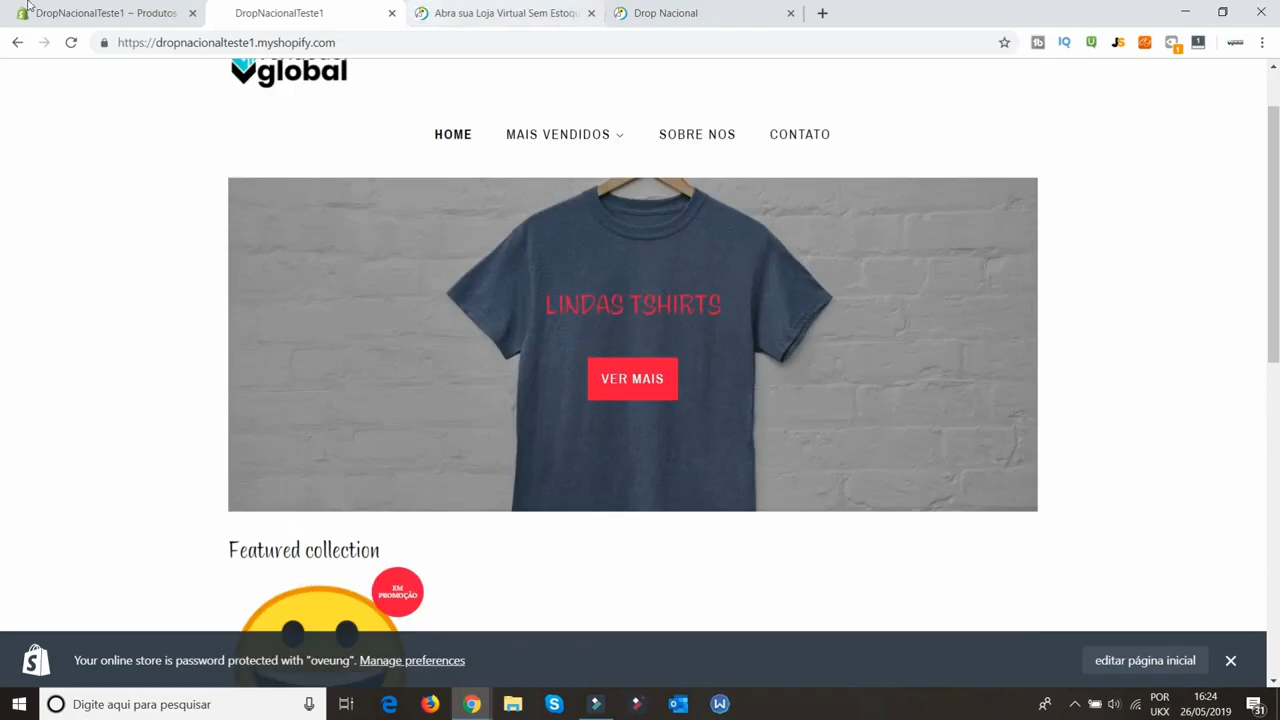 DropNacionalTeste1 ~ Produtos
DropNacionalTeste1
Abra sua Loja Virtual Sem Estoqu
Drop Nacional
https://dropnacionalteste1.myshopify.com
global
HOME
MAIS VENDIDOS
SOBRE NOS
CONTATO
LINDAS TSHIRTS
VER MAIS
Featured collection
EM
PROMOÇÃO
Your online store is password protected with "oveung". Manage preferences
editar página inicial
Digite aqui para pesquisar
POR
UKX
16:24
26/05/2019
31